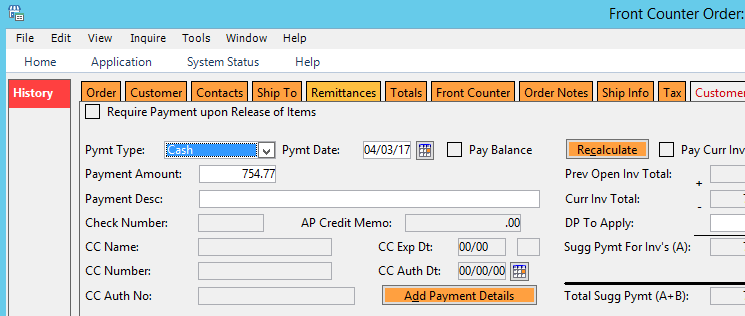 Front Counter Order:
File Edit View Inquire Tools Window Help
Home Application System Status Help
History
Order Customer Contacts Ship To Remittances Totals Front Counter Order Notes Ship Info Tax Customer
Require Payment upon Release of Items
Pymt Type: Cash Pymt Date: 04/03/17 Pay Balance Recalculate Pay Curr Inv
Payment Amount: 754.77 Prev Open Inv Total:
+
Payment Desc: Curr Inv Total:
-
Check Number: AP Credit Memo: .00 DP To Apply:
CC Name: CC Exp Dt: 00/00 Sugg Pymt For Inv's (A):
CC Number: CC Auth Dt: 00/00/00
CC Auth No: Add Payment Details Total Sugg Pymt (A+B):